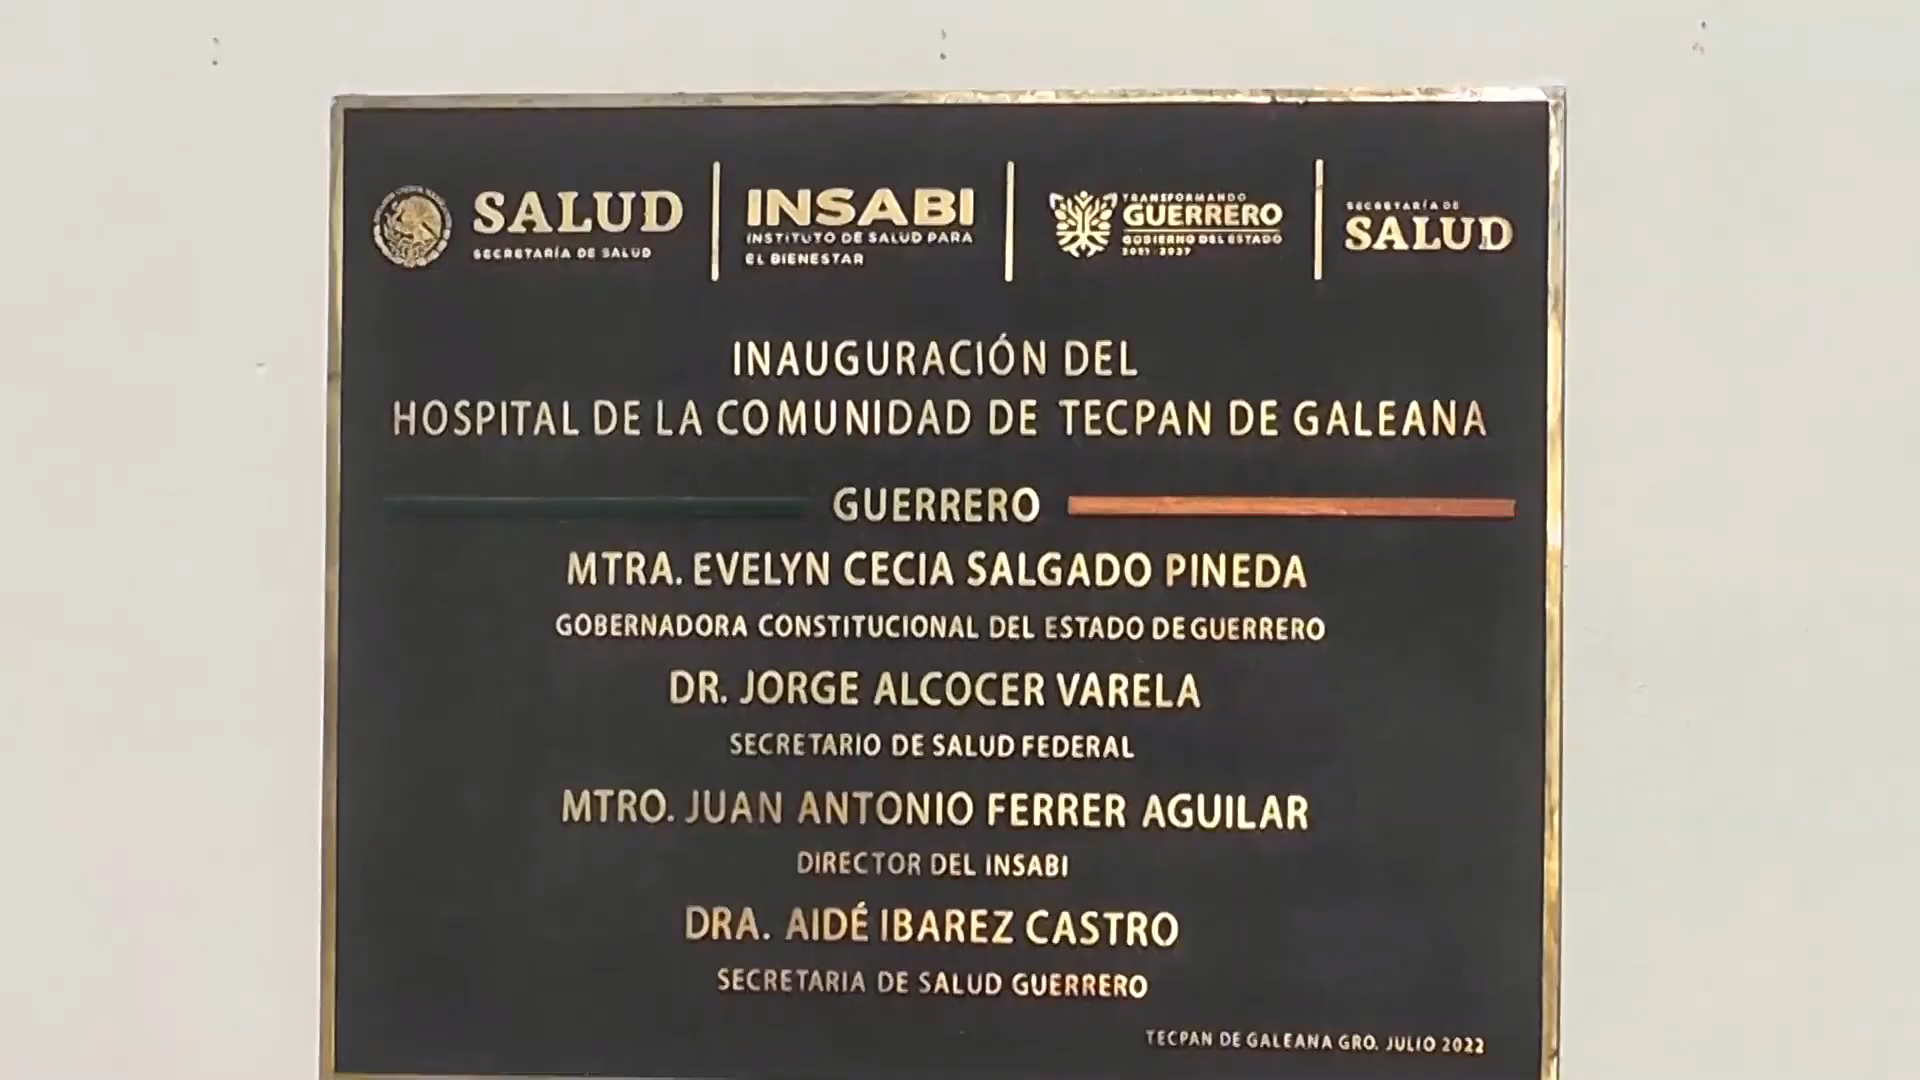 SALUD
SECRETARÍA DE SALUD
INSABI
INSTITUTO DE SALUD PARA
EL BIENESTAR
TRANSFORMANDO
GUERRERO
GOBIERNO DEL ESTADO
2021-2027
SECRETARÍA DE
SALUD
INAUGURACIÓN DEL
HOSPITAL DE LA COMUNIDAD DE TECPAN DE GALEANA
GUERRERO
MTRA. EVELYN CECIA SALGADO PINEDA
GOBERNADORA CONSTITUCIONAL DEL ESTADO DE GUERRERO
DR. JORGE ALCOCER VARELA
SECRETARIO DE SALUD FEDERAL
MTRO. JUAN ANTONIO FERRER AGUILAR
DIRECTOR DEL INSABI
DRA. AIDÉ IBAREZ CASTRO
SECRETARIA DE SALUD GUERRERO
TECPAN DE GALEANA GRO. JULIO 2022